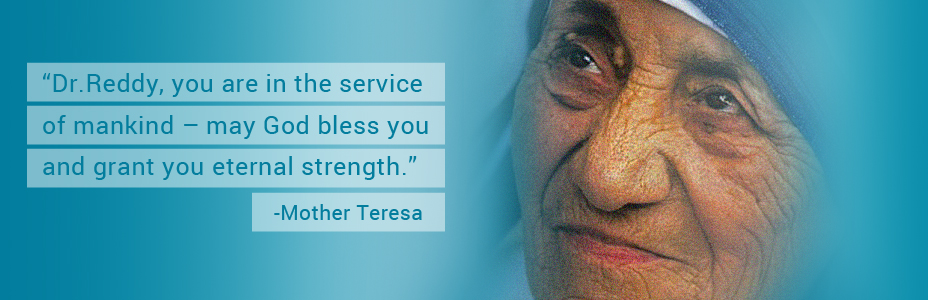 “Dr.Reddy, you are in the service
of mankind – may God bless you
and grant you eternal strength.”
-Mother Teresa